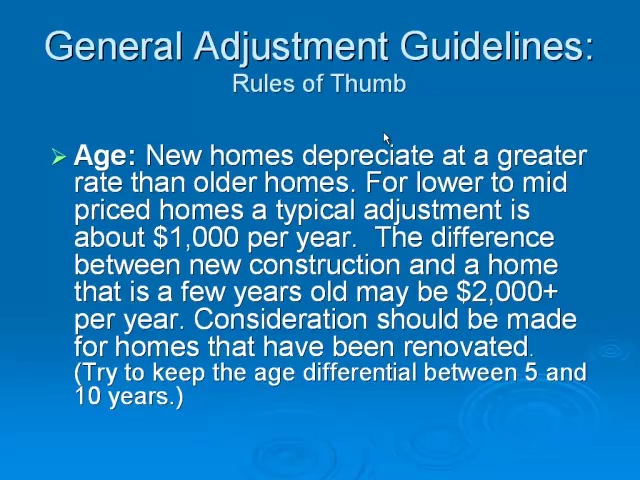 General Adjustment Guidelines:
Rules of Thumb
Age: New homes depreciate at a greater
rate than older homes. For lower to mid
priced homes a typical adjustment is
about $1,000 per year.  The difference
between new construction and a home
that is a few years old may be $2,000+
per year. Consideration should be made
for homes that have been renovated.
(Try to keep the age differential between 5 and
10 years.)